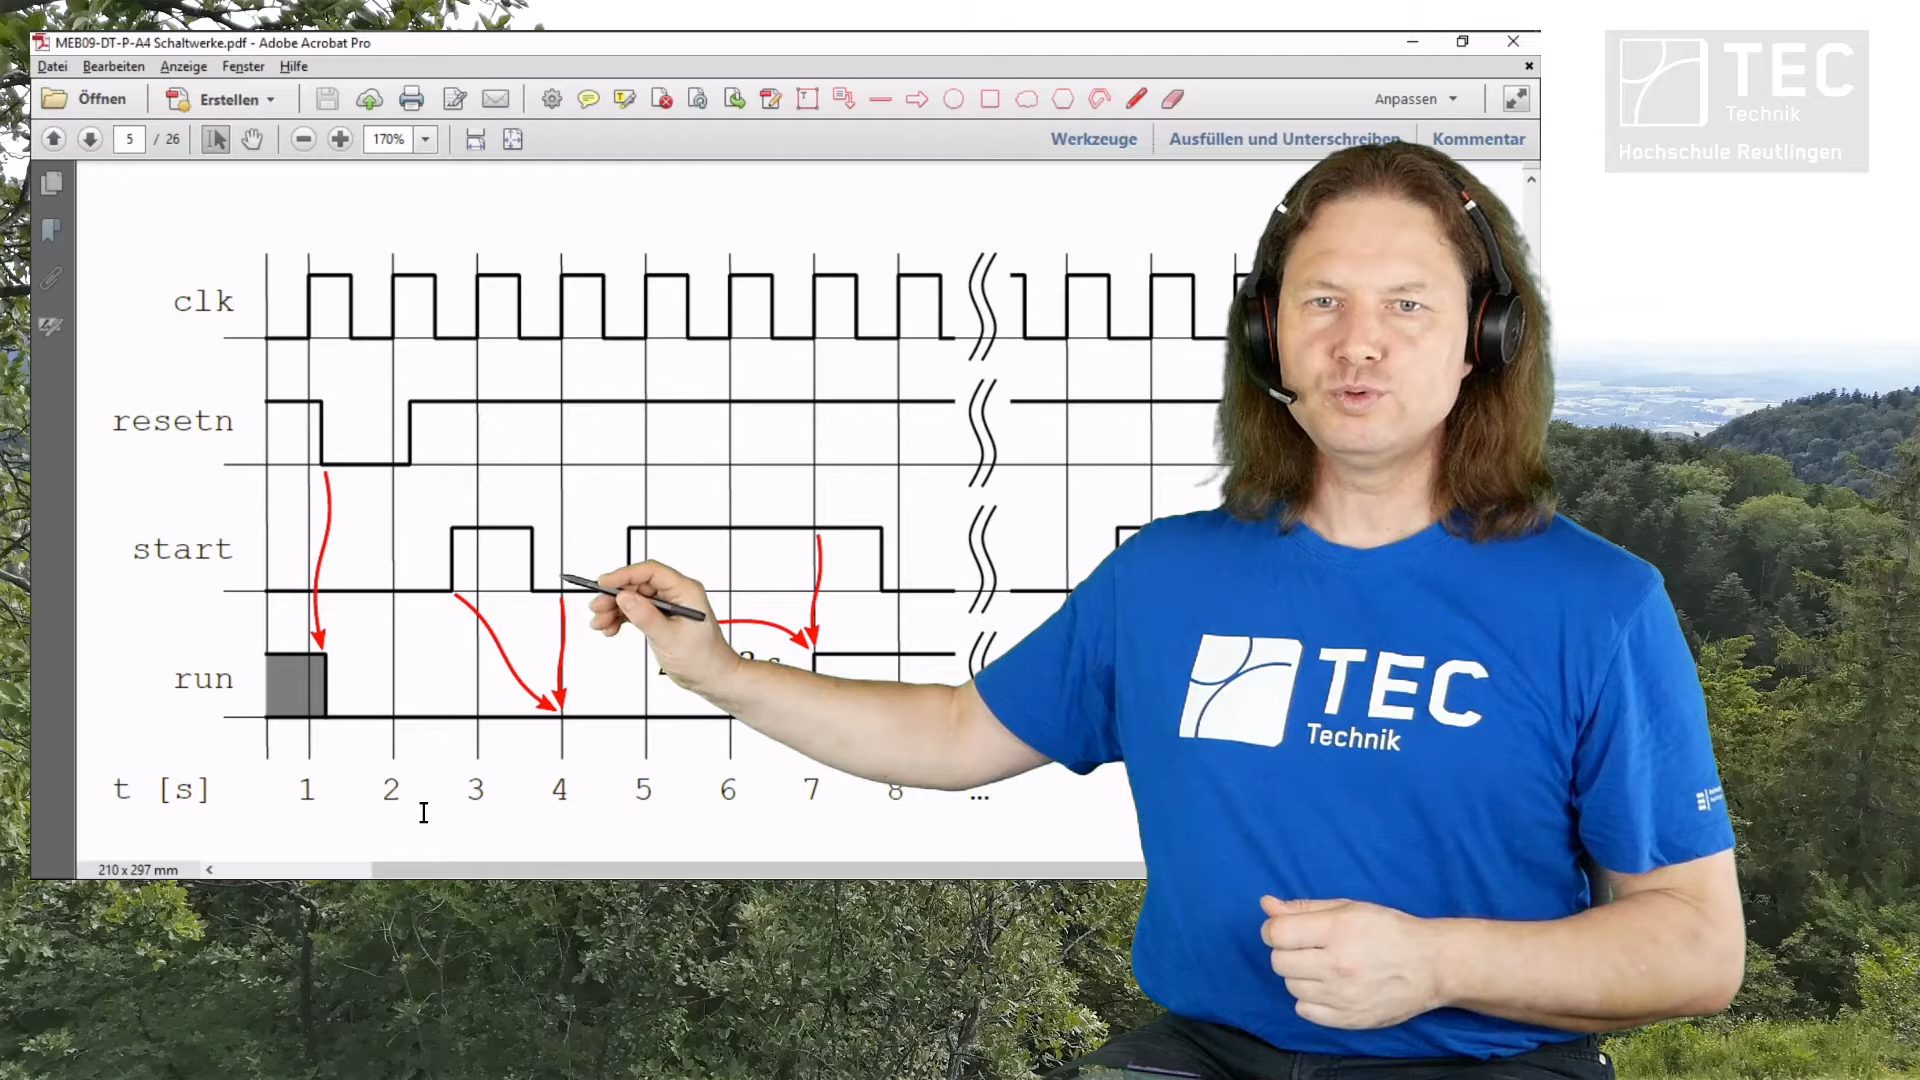 MEB09-DT-P-A4 Schaltwerke.pdf - Adobe Acrobat Pro
Datei Bearbeiten Anzeige Fenster Hilfe
Öffnen Erstellen Anpassen
5 / 26 170% Werkzeuge Ausfüllen und Unterschreiben Kommentar
TEC
Technik
Hochschule Reutlingen
clk
resetn
start
run
t [s] 1 2 3 4 5 6 7 8 ...
210 x 297 mm
TEC
Technik